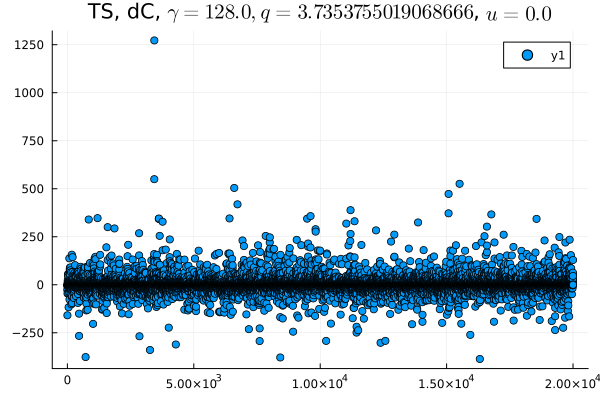 TS, dC, γ = 128.0, q = 3.7353755019068666, u = 0.0
y1
1250
1000
750
500
250
0
−250
0 5.00×10³ 1.00×10⁴ 1.50×10⁴ 2.00×10⁴